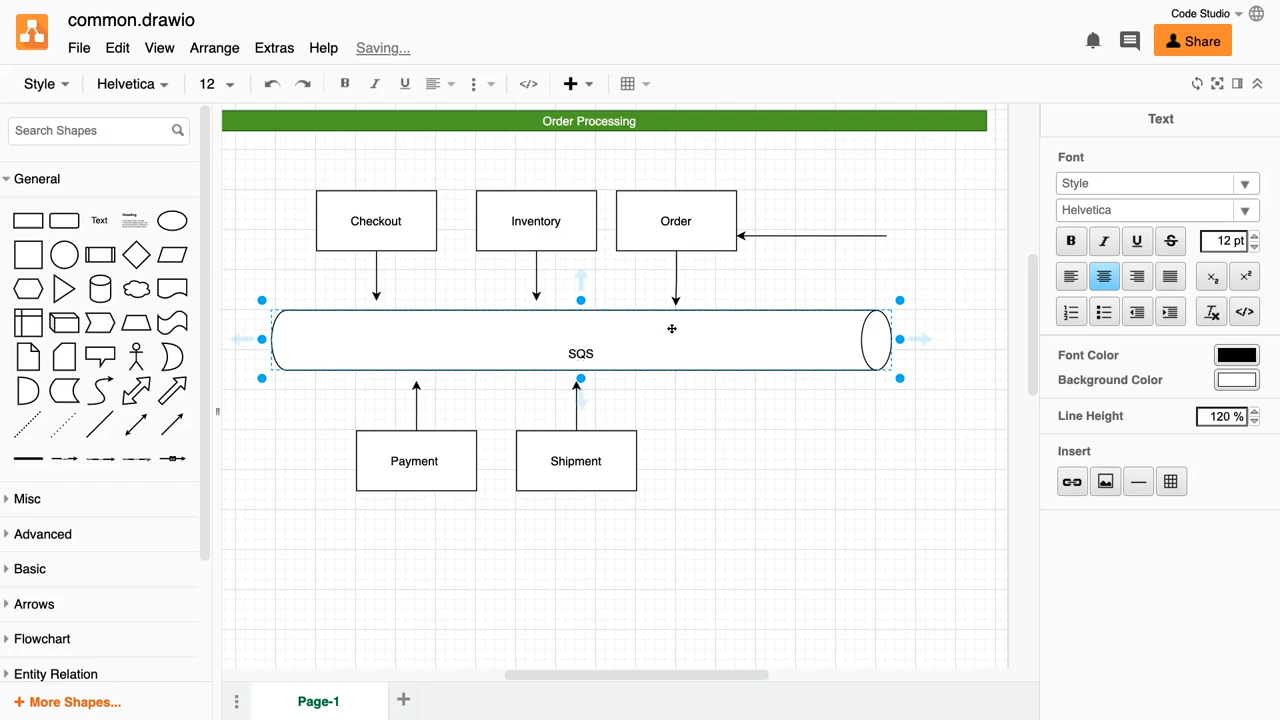 common.drawio
Code Studio
File Edit View Arrange Extras Help Saving...
Share
Style Helvetica 12
Search Shapes
General
Text
Heading
Misc
Advanced
Basic
Arrows
Flowchart
Entity Relation
+ More Shapes...
Order Processing
Checkout
Inventory
Order
SQS
Payment
Shipment
Page-1
Text
Font
Style
Helvetica
B I U S 12 pt
Font Color
Background Color
Line Height 120 %
Insert